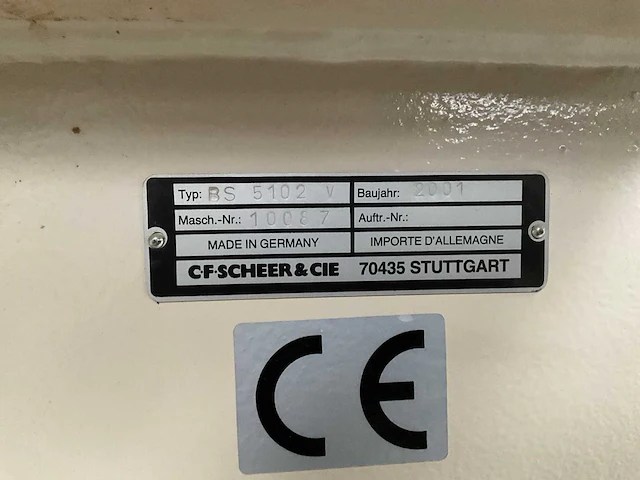 Typ: BS 5102 V Baujahr: 2001
Masch.-Nr.: 10087 Auftr.-Nr.:
MADE IN GERMANY IMPORTE D'ALLEMAGNE
C·F·SCHEER & CIE 70435 STUTTGART
CE